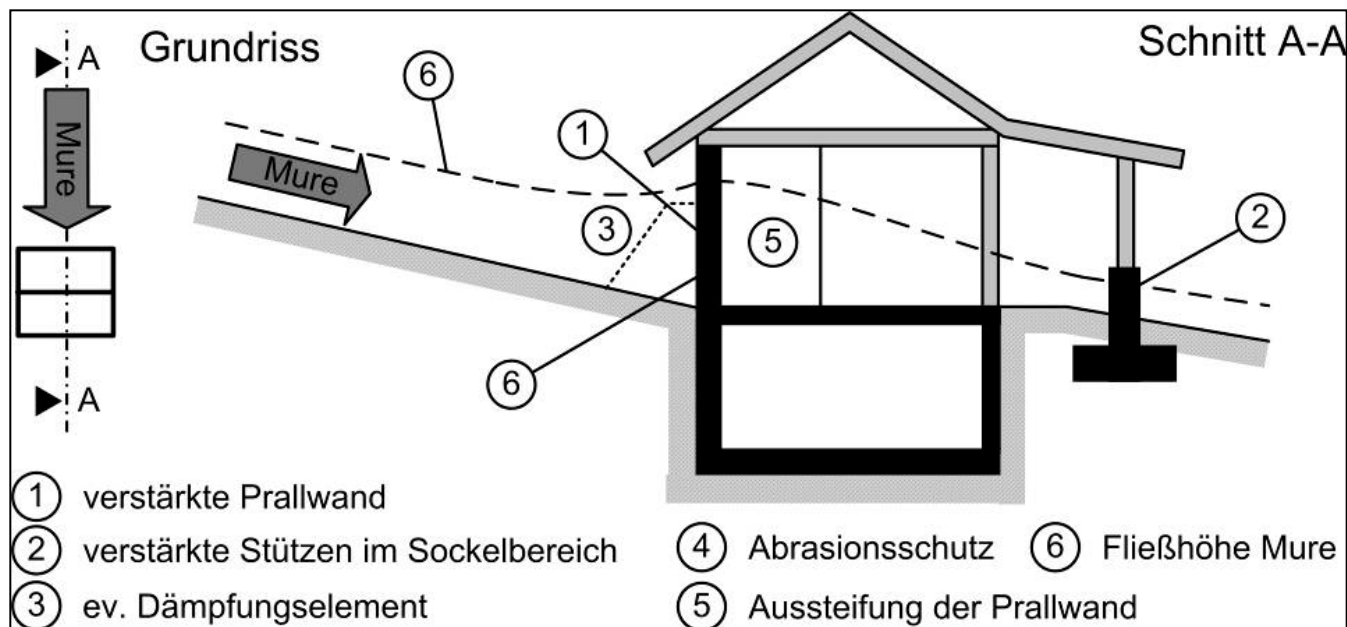 Grundriss
Schnitt A-A
A
Mure
A
6
Mure
1
3
5
2
6
1 verstärkte Prallwand
2 verstärkte Stützen im Sockelbereich
3 ev. Dämpfungselement
4 Abrasionsschutz
6 Fließhöhe Mure
5 Aussteifung der Prallwand